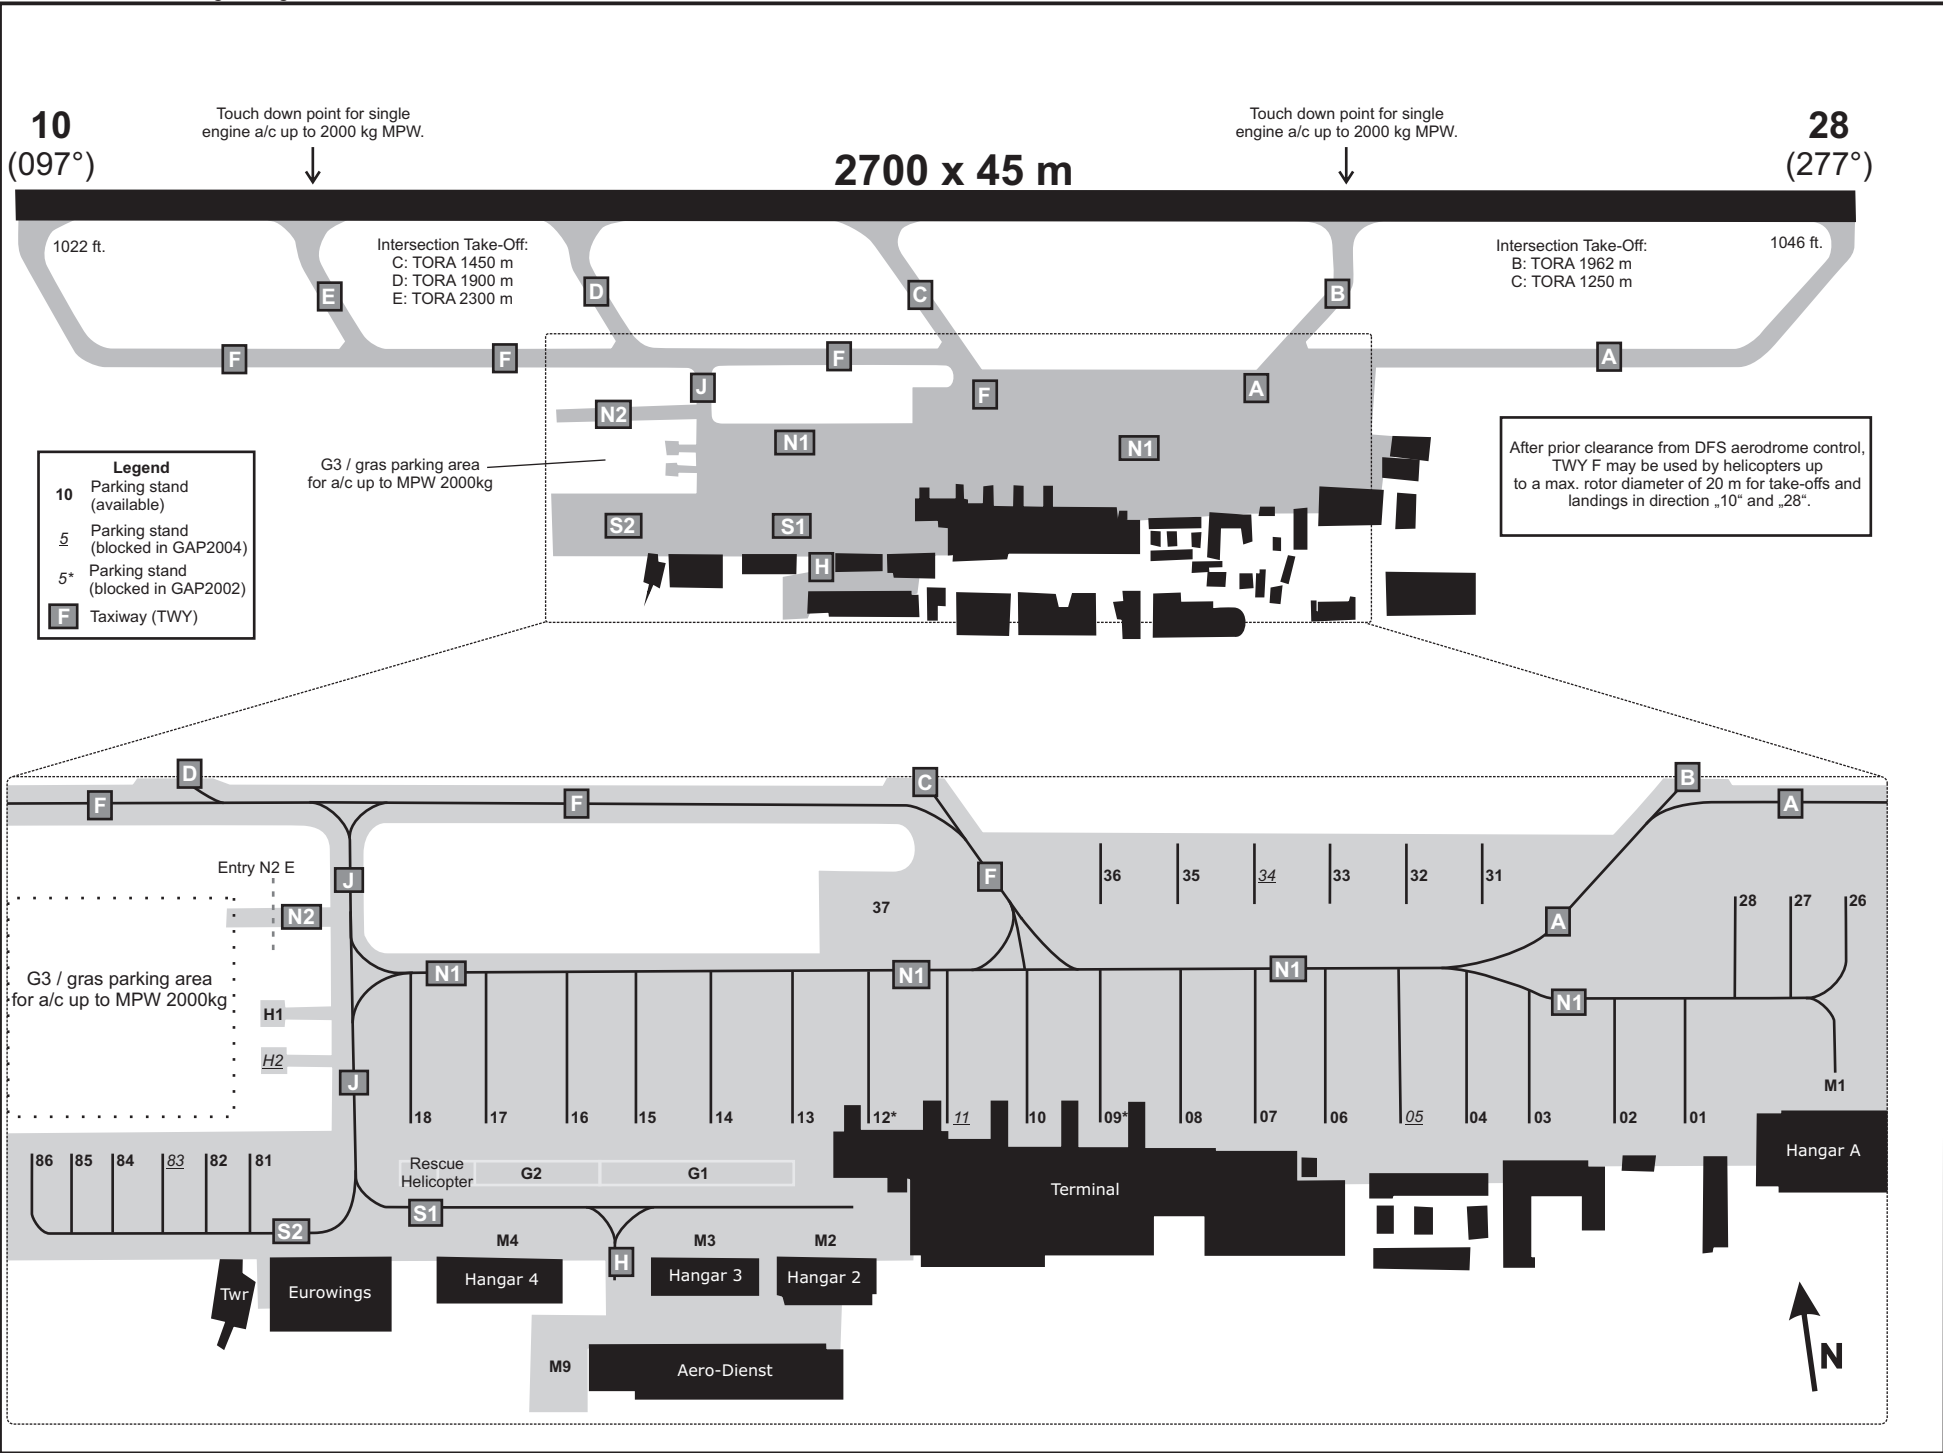 Touch down point for single
engine a/c up to 2000 kg MPW.
Touch down point for single
engine a/c up to 2000 kg MPW.
10
(097°)
28
(277°)
2700 x 45 m
1022 ft.
Intersection Take-Off:
C: TORA 1450 m
D: TORA 1900 m
E: TORA 2300 m
Intersection Take-Off:
B: TORA 1962 m
C: TORA 1250 m
1046 ft.
E
D
C
B
F
F
F
A
J
F
A
N2
N1
N1
G3 / gras parking area
for a/c up to MPW 2000kg
S2
S1
H
Legend
10 Parking stand
(available)
5 Parking stand
(blocked in GAP2004)
5* Parking stand
(blocked in GAP2002)
F Taxiway (TWY)
After prior clearance from DFS aerodrome control,
TWY F may be used by helicopters up
to a max. rotor diameter of 20 m for take-offs and
landings in direction „10“ and „28“.
D
C
B
F
F
A
Entry N2 E
J
F
36
35
34
33
32
31
28
27
26
37
N2
A
N1
N1
N1
N1
G3 / gras parking area
for a/c up to MPW 2000kg
H1
H2
J
M1
18
17
16
15
14
13
12*
11
10
09*
08
07
06
05
04
03
02
01
86
85
84
83
82
81
Rescue
Helicopter
G2
G1
Terminal
Hangar A
S1
S2
M4
M3
M2
H
Twr
Eurowings
Hangar 4
Hangar 3
Hangar 2
M9
Aero-Dienst
N